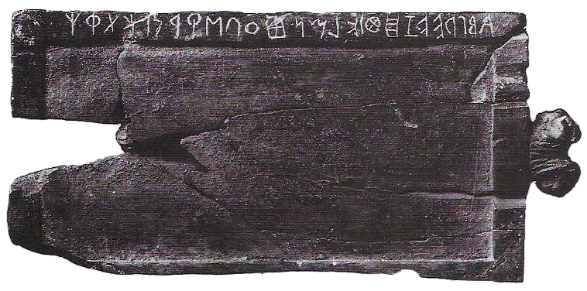 𐌀𐌁𐌂𐌃𐌄𐌅𐌆𐌇𐌈𐌉𐌊𐌋𐌌𐌍𐌎𐌏𐌐𐌑𐌒𐌓𐌔𐌕𐌖𐌗𐌘𐌙